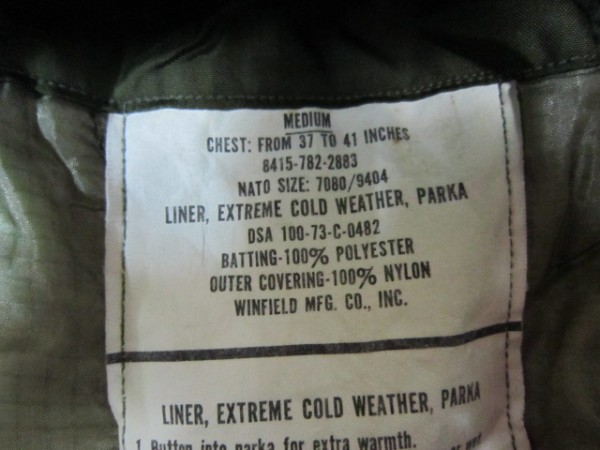 MEDIUM
CHEST: FROM 37 TO 41 INCHES
8415-782-2883
NATO SIZE: 7080/9404
LINER, EXTREME COLD WEATHER, PARKA
DSA 100-73-C-0482
BATTING-100% POLYESTER
OUTER COVERING-100% NYLON
WINFIELD MFG. CO., INC.
LINER, EXTREME COLD WEATHER, PARKA
1. Button into parka for extra warmth.